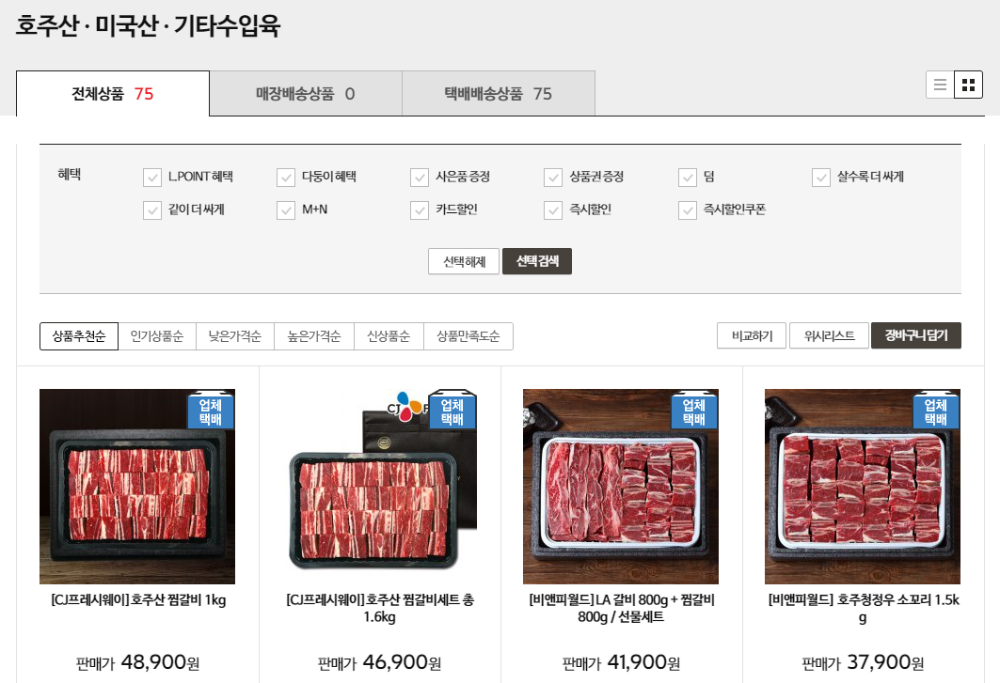 호주산 · 미국산 · 기타수입육
전체상품 75
매장배송상품 0
택배배송상품 75
혜택
L.POINT 혜택
다둥이 혜택
사은품 증정
상품권 증정
덤
살수록 더 싸게
같이 더 싸게
M+N
카드할인
즉시할인
즉시할인쿠폰
선택해제
선택검색
상품추천순
인기상품순
낮은가격순
높은가격순
신상품순
상품만족도순
비교하기
위시리스트
장바구니 담기
업체
택배
CJ
업체
택배
업체
택배
업체
택배
[CJ프레시웨이] 호주산 찜갈비 1kg
[CJ프레시웨이] 호주산 찜갈비세트 총
1.6kg
[비앤피월드] LA 갈비 800g + 찜갈비
800g / 선물세트
[비앤피월드] 호주청정우 소꼬리 1.5k
g
판매가 48,900원
판매가 46,900원
판매가 41,900원
판매가 37,900원